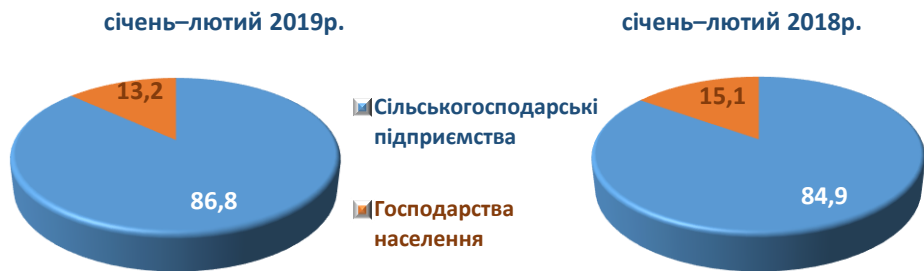 січень–лютий 2019р.
січень–лютий 2018р.
13,2
86,8
Сільськогосподарські
підприємства
Господарства
населення
15,1
84,9